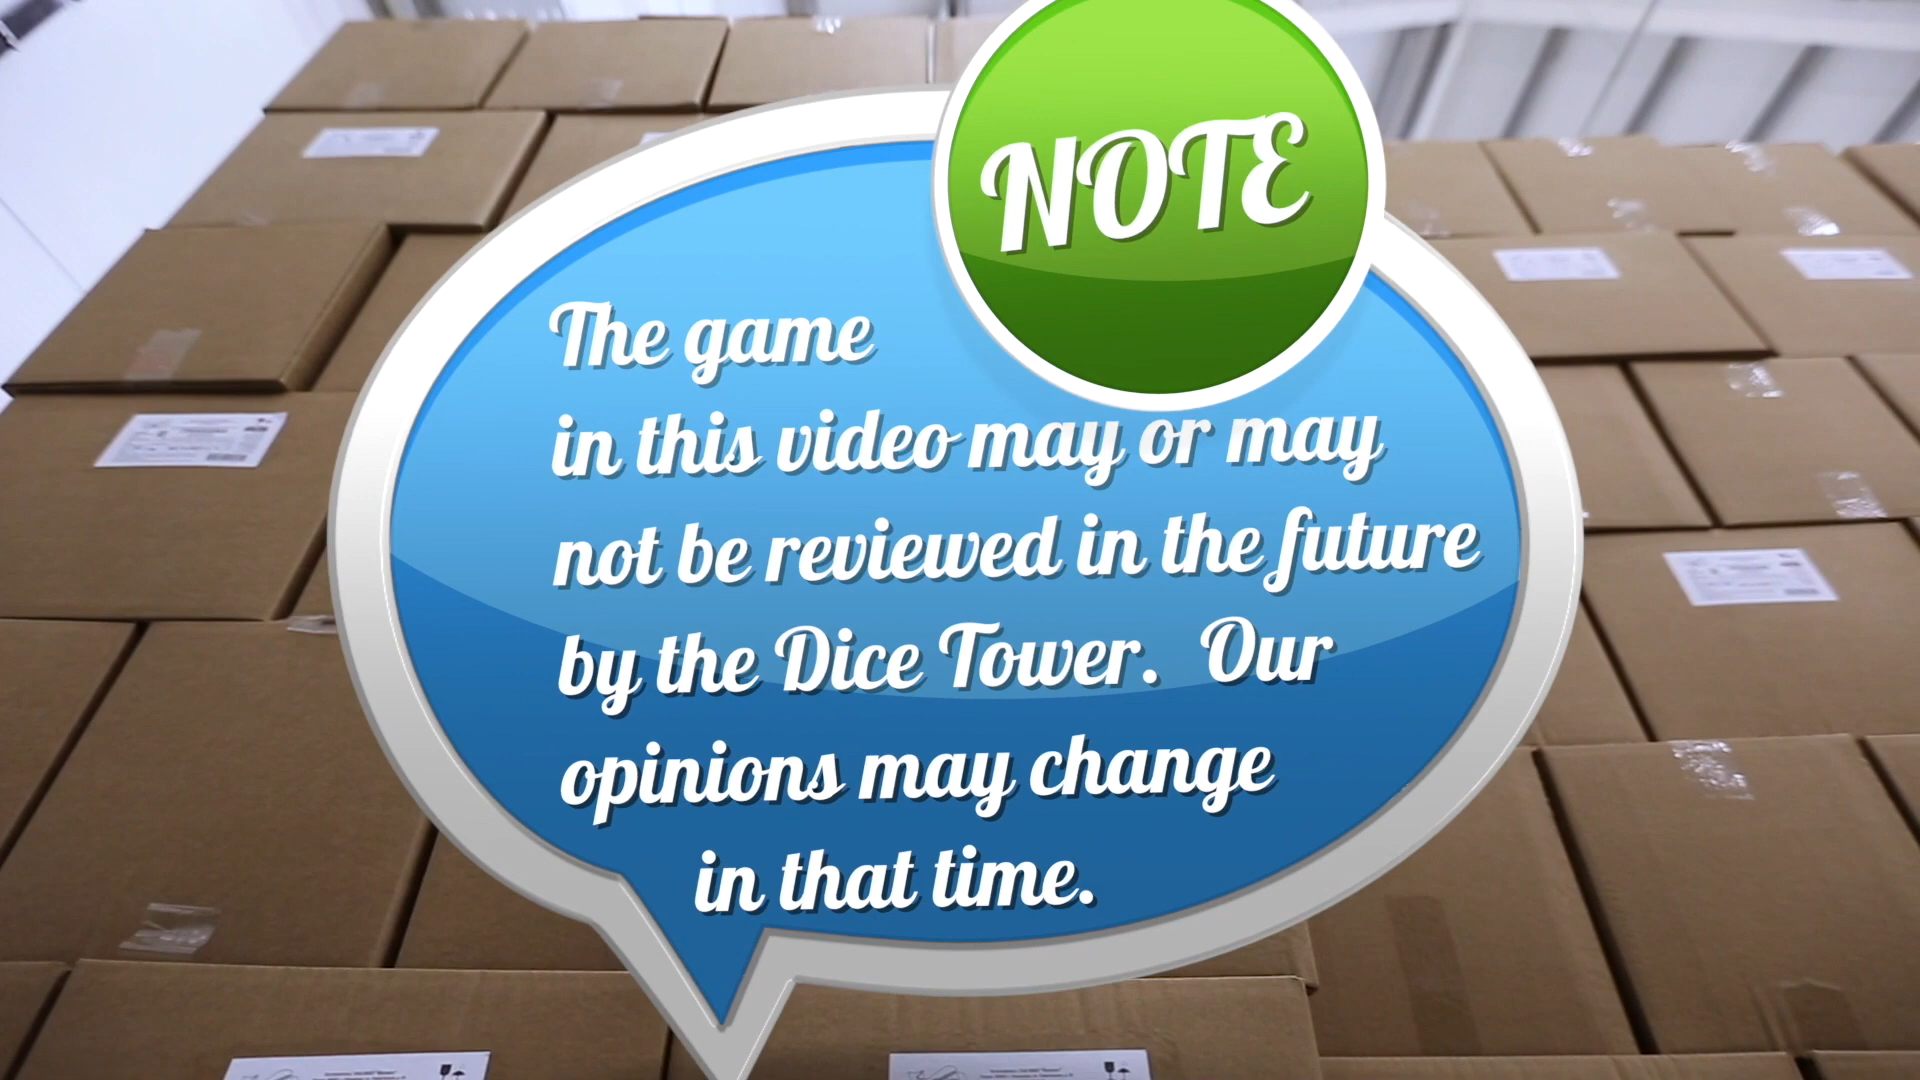 NOTE
The game
in this video may or may
not be reviewed in the future
by the Dice Tower. Our
opinions may change
in that time.